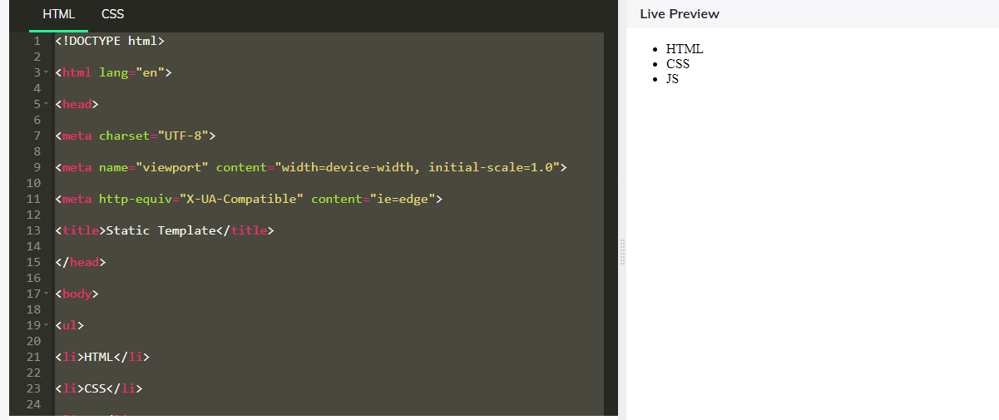 HTML CSS
1 <!DOCTYPE html>
2
3 <html lang="en">
4
5 <head>
6
7 <meta charset="UTF-8">
8
9 <meta name="viewport" content="width=device-width, initial-scale=1.0">
10
11 <meta http-equiv="X-UA-Compatible" content="ie=edge">
12
13 <title>Static Template</title>
14
15 </head>
16
17 <body>
18
19 <ul>
20
21 <li>HTML</li>
22
23 <li>CSS</li>
24
Live Preview
• HTML
• CSS
• JS